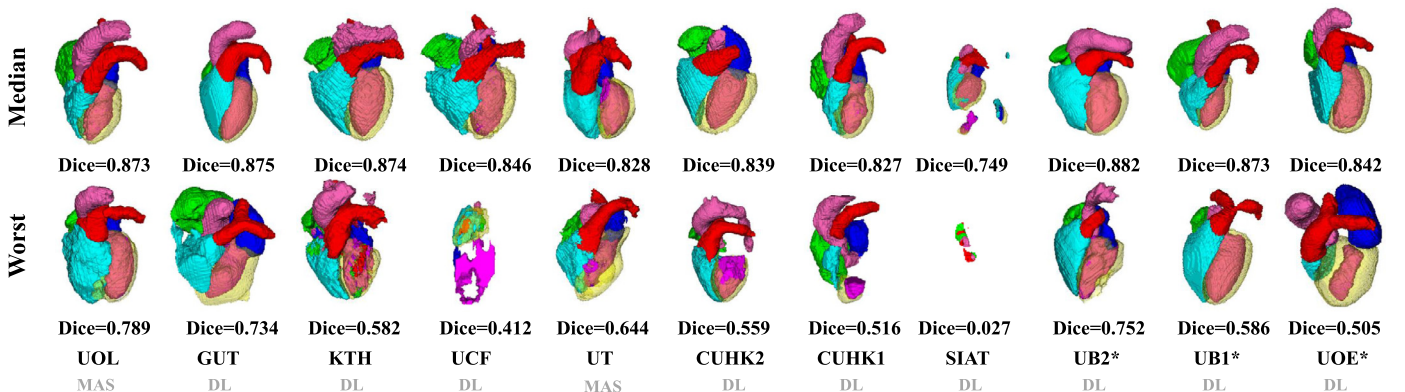 Median
Dice=0.873 Dice=0.875 Dice=0.874 Dice=0.846 Dice=0.828 Dice=0.839 Dice=0.827 Dice=0.749 Dice=0.882 Dice=0.873 Dice=0.842
Worst
Dice=0.789 Dice=0.734 Dice=0.582 Dice=0.412 Dice=0.644 Dice=0.559 Dice=0.516 Dice=0.027 Dice=0.752 Dice=0.586 Dice=0.505
UOL GUT KTH UCF UT CUHK2 CUHK1 SIAT UB2* UB1* UOE*
MAS DL DL DL MAS DL DL DL DL DL DL